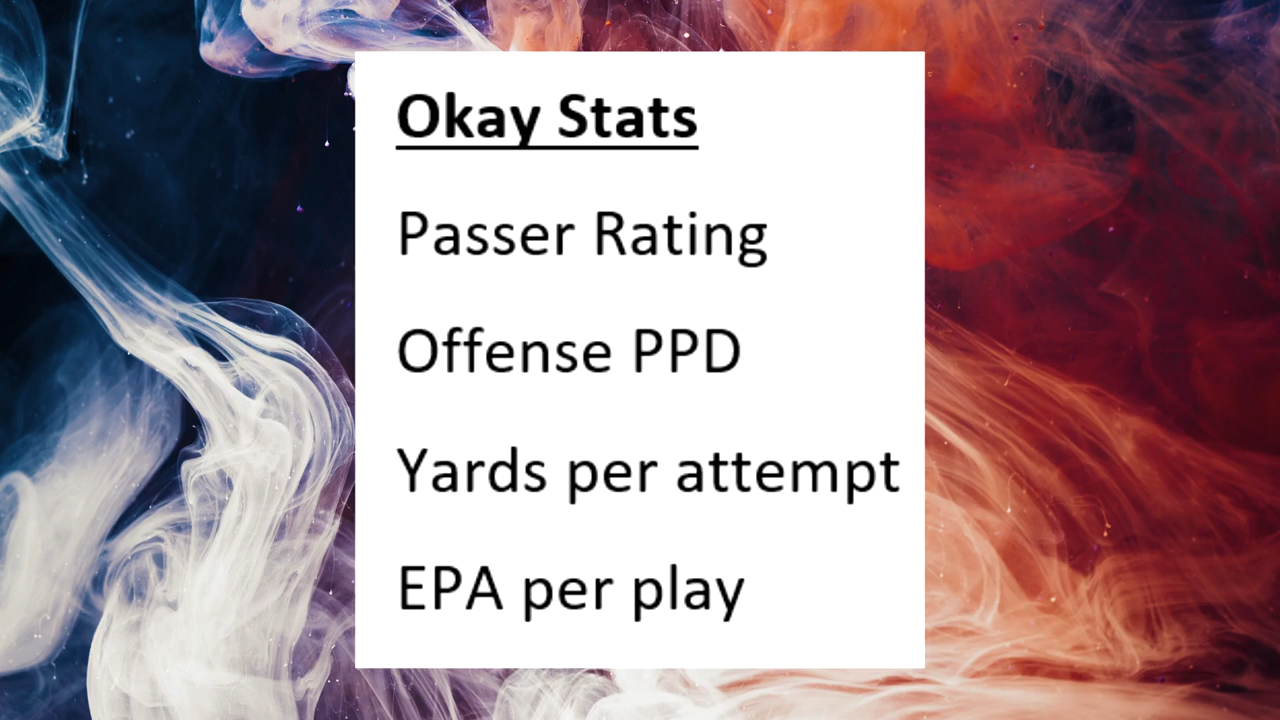 Okay Stats
Passer Rating
Offense PPD
Yards per attempt
EPA per play